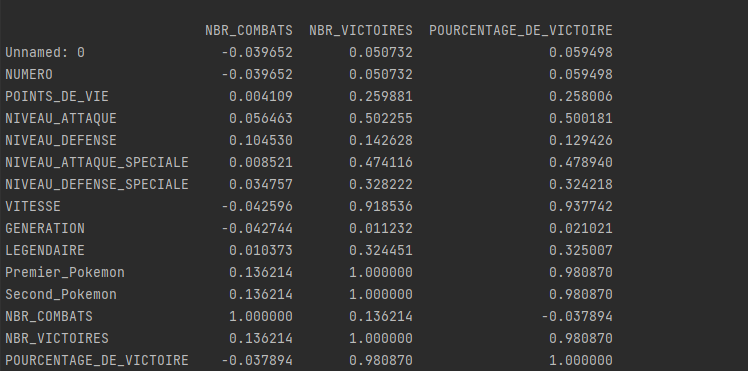 NBR_COMBATS NBR_VICTOIRES POURCENTAGE_DE_VICTOIRE
Unnamed: 0 -0.039652 0.050732 0.059498
NUMERO -0.039652 0.050732 0.059498
POINTS_DE_VIE 0.004109 0.259881 0.258006
NIVEAU_ATTAQUE 0.056463 0.502255 0.500181
NIVEAU_DEFENSE 0.104530 0.142628 0.129426
NIVEAU_ATTAQUE_SPECIALE 0.008521 0.474116 0.478940
NIVEAU_DEFENSE_SPECIALE 0.034757 0.328222 0.324218
VITESSE -0.042596 0.918536 0.937742
GENERATION -0.042744 0.011232 0.021021
LEGENDAIRE 0.010373 0.324451 0.325007
Premier_Pokemon 0.136214 1.000000 0.980870
Second_Pokemon 0.136214 1.000000 0.980870
NBR_COMBATS 1.000000 0.136214 -0.037894
NBR_VICTOIRES 0.136214 1.000000 0.980870
POURCENTAGE_DE_VICTOIRE -0.037894 0.980870 1.000000